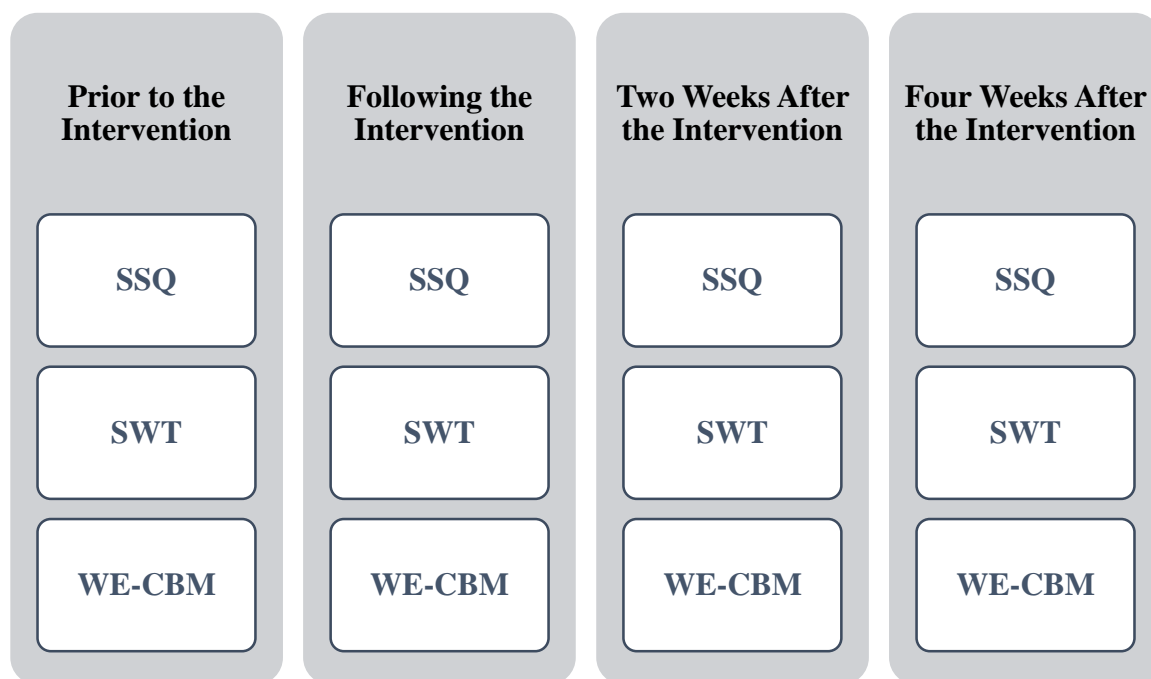 Prior to the
Intervention
SSQ
SWT
WE-CBM
Following the
Intervention
SSQ
SWT
WE-CBM
Two Weeks After
the Intervention
SSQ
SWT
WE-CBM
Four Weeks After
the Intervention
SSQ
SWT
WE-CBM